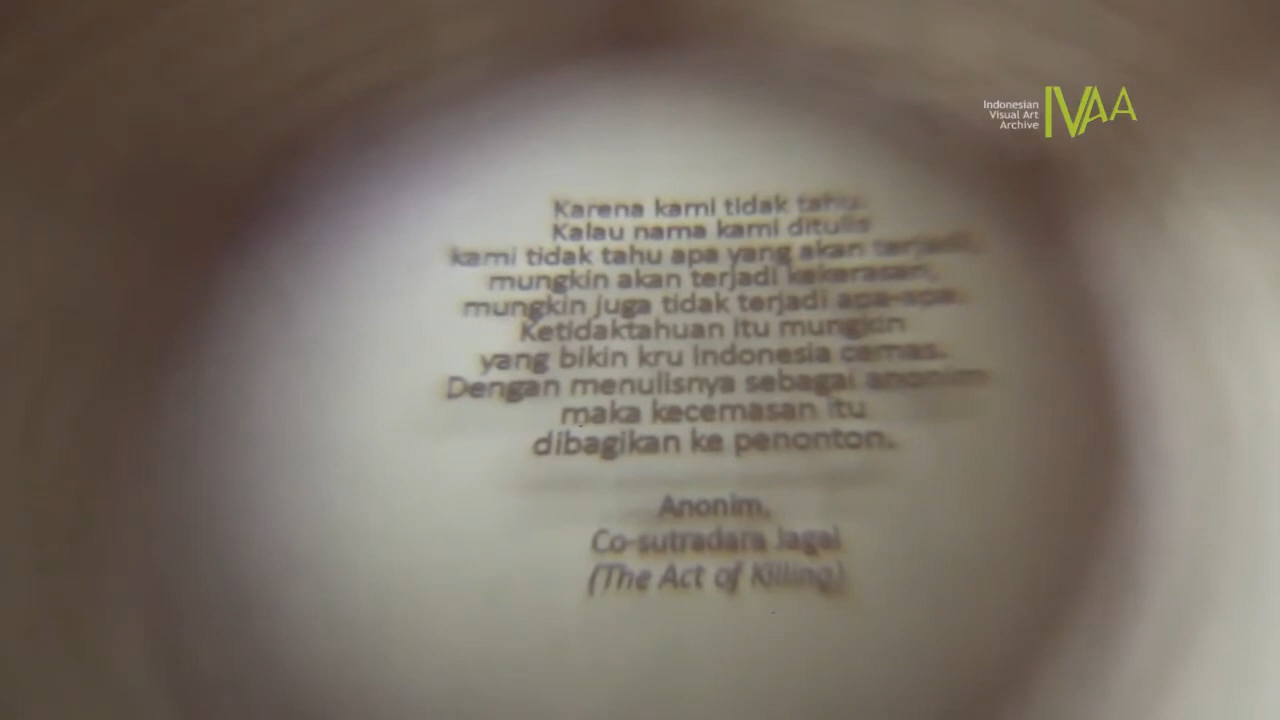 Indonesian
Visual Art
Archive
IVAA
Karena kami tidak tahu.
Kalau nama kami ditulis
kami tidak tahu apa yang akan terjadi,
mungkin akan terjadi kekerasan,
mungkin juga tidak terjadi apa-apa.
Ketidaktahuan itu mungkin
yang bikin kru Indonesia cemas.
Dengan menulisnya sebagai anonim
maka kecemasan itu
dibagikan ke penonton.
Anonim.
Co-sutradara Jagal
(The Act of Killing)